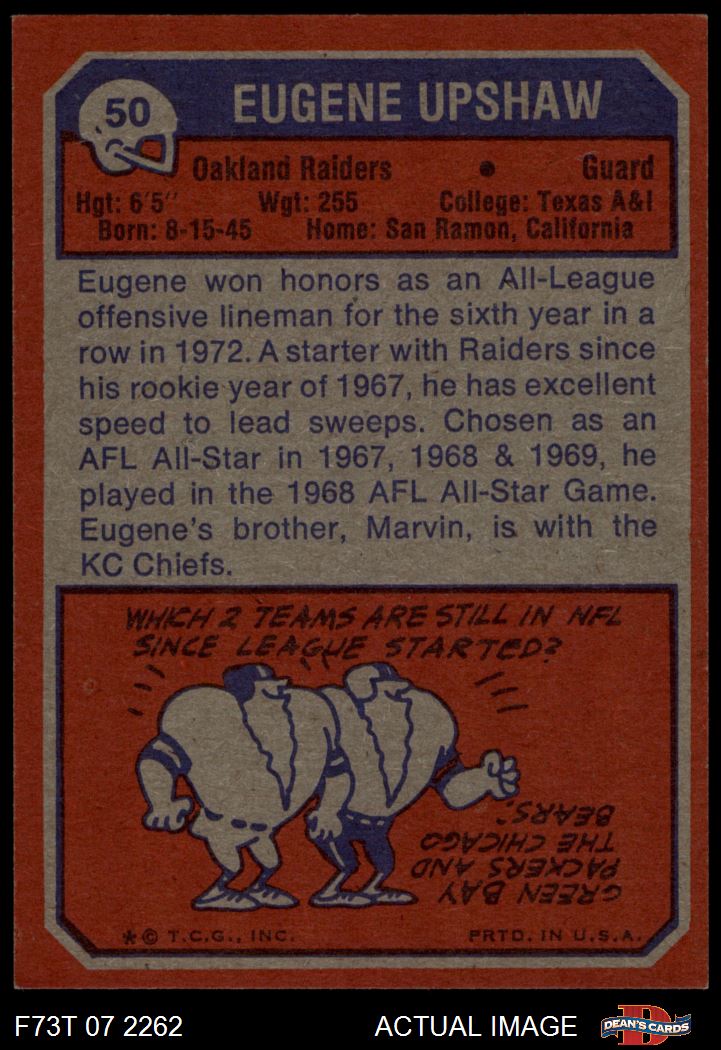 50
EUGENE UPSHAW
Oakland Raiders • Guard
Hgt: 6'5" Wgt: 255 College: Texas A&I
Born: 8-15-45 Home: San Ramon, California
Eugene won honors as an All-League
offensive lineman for the sixth year in a
row in 1972. A starter with Raiders since
his rookie year of 1967, he has excellent
speed to lead sweeps. Chosen as an
AFL All-Star in 1967, 1968 & 1969, he
played in the 1968 AFL All-Star Game.
Eugene's brother, Marvin, is with the
KC Chiefs.
WHICH 2 TEAMS ARE STILL IN NFL
SINCE LEAGUE STARTED?
GREEN BAY
PACKERS AND
THE CHICAGO
BEARS.
* © T.C.G., INC. PRTD. IN U.S.A.
F73T 07 2262 ACTUAL IMAGE
D
DEAN'S CARDS